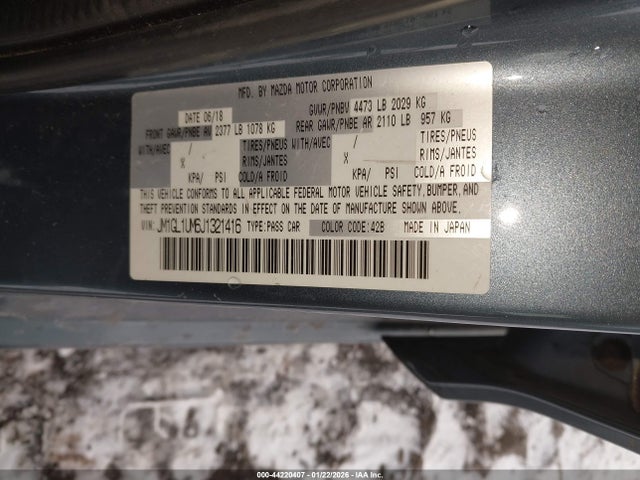 MFD. BY MAZDA MOTOR CORPORATION
DATE 06/18
GVWR/PNBV 4473 LB 2029 KG
FRONT GAWR/PNBE AV 2377 LB 1078 KG
REAR GAWR/PNBE AR 2110 LB 957 KG
WITH/AVEC TIRES/PNEUS WITH/AVEC TIRES/PNEUS
X RIMS/JANTES X RIMS/JANTES
KPA/ PSI COLD/A FROID KPA/ PSI COLD/A FROID
THIS VEHICLE CONFORMS TO ALL APPLICABLE FEDERAL MOTOR VEHICLE SAFETY, BUMPER, AND
THEFT PREVENTION STANDARDS IN EFFECT ON THE DATE OF MANUFACTURE SHOWN ABOVE.
VIN: JM1GL1UM5J1321416 TYPE:PASS CAR COLOR CODE:42B MADE IN JAPAN
000-44220407 - 01/22/2026 - IAA Inc.